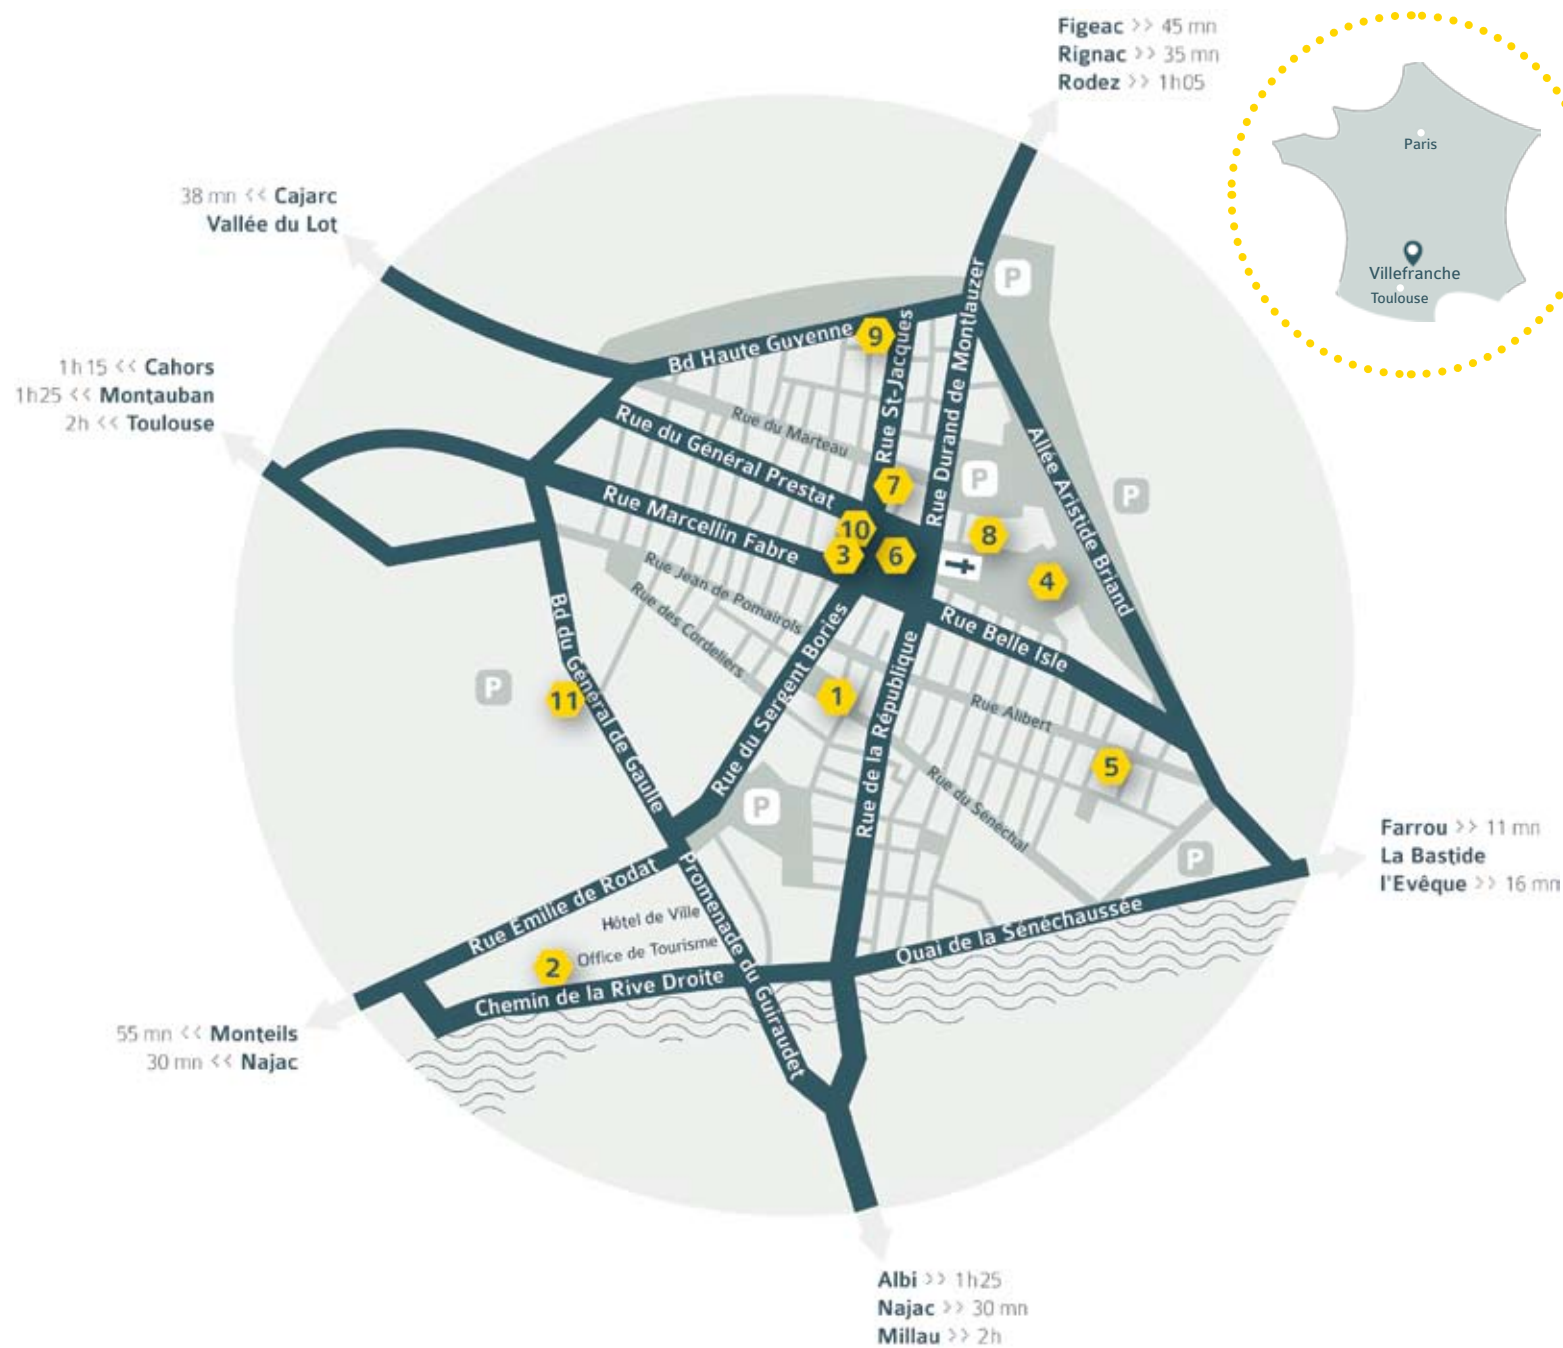 Figeac >> 45 mn
Rignac >> 35 mn
Rodez >> 1h05
Paris
Villefranche
Toulouse
38 mn << Cajarc
Vallée du Lot
1h15 << Cahors
1h25 << Montauban
2h << Toulouse
P
Bd Haute Guyenne
9
Rue St-Jacques
Rue Durand de Montlauzer
Rue du Général Prestat
Rue du Marteau
Allée Aristide Briand
P
P
7
Rue Marcellin Fabre
10
3
6
8
4
Rue Jean de Pomairols
Rue des Cordeliers
Bd du Général de Gaulle
Rue du Sergent Bories
Rue Belle Isle
P
11
1
Rue de la République
Rue Alibert
5
Rue du Sénéchal
P
P
Farrou >> 11 mn
La Bastide
l'Evêque >> 16 mn
Rue Emilie de Rodat
Promenade du Guiraudet
Hôtel de Ville
Office de Tourisme
2
Chemin de la Rive Droite
Quai de la Sénéchaussée
55 mn << Monteils
30 mn << Najac
Albi >> 1h25
Najac >> 30 mn
Millau >> 2h